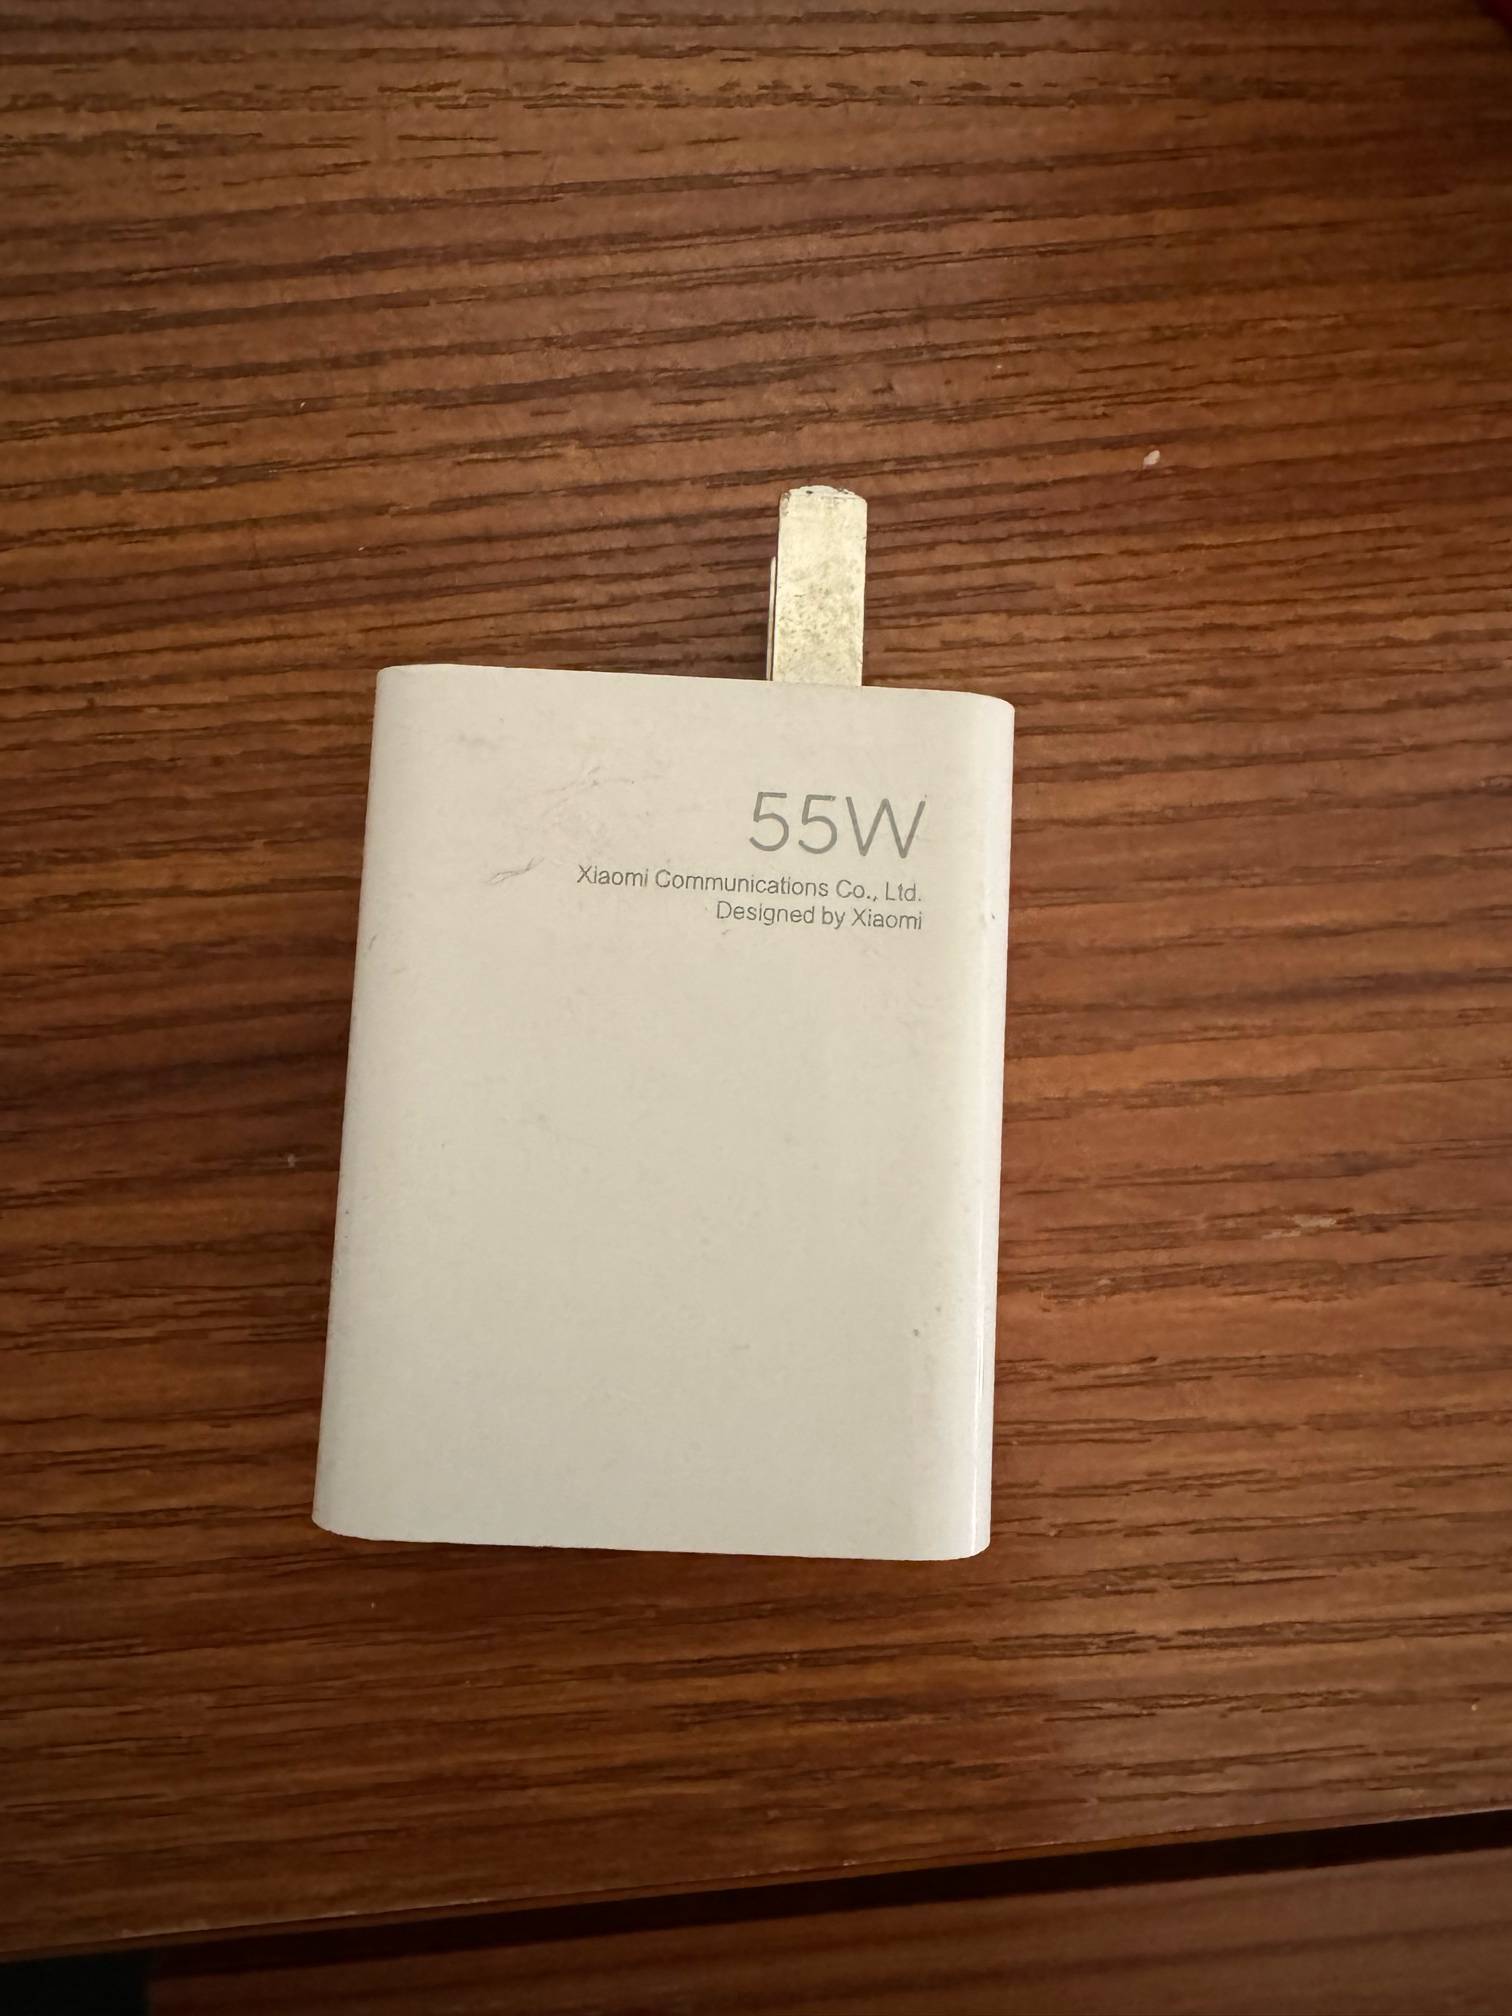 55W
Xiaomi Communications Co., Ltd.
Designed by Xiaomi